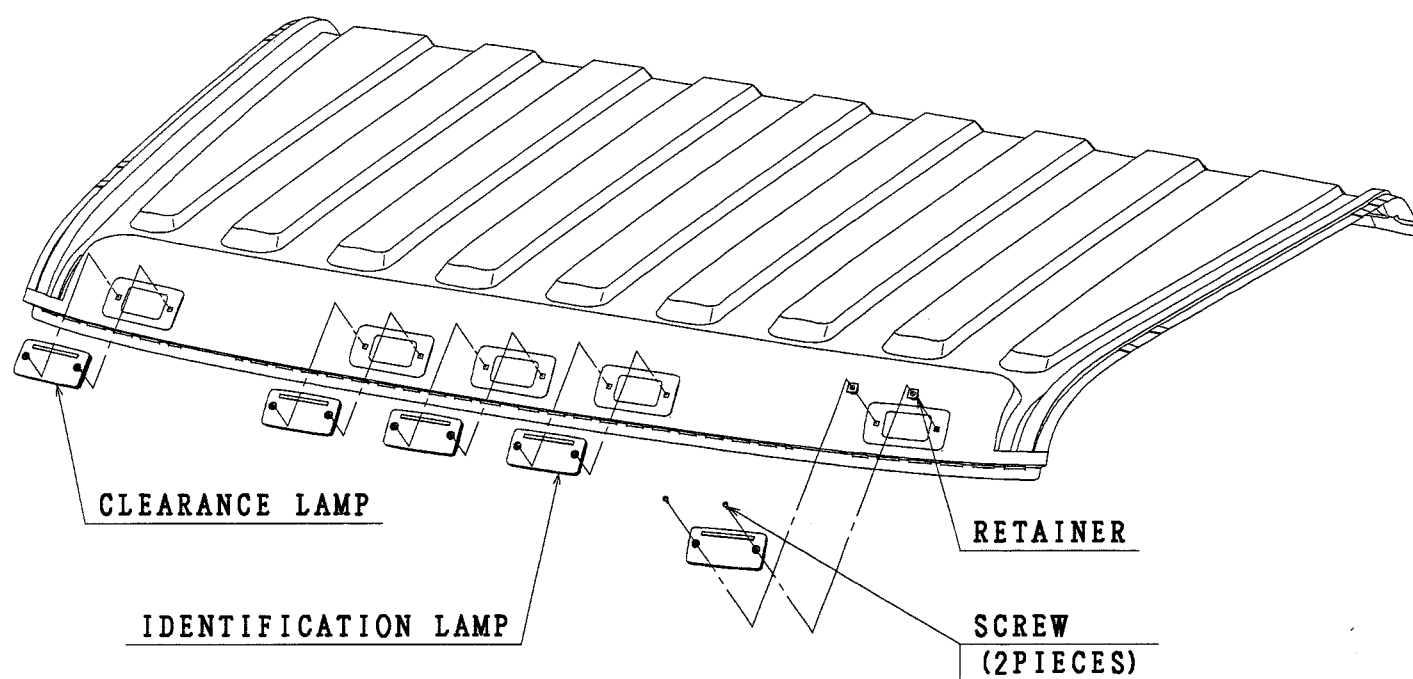 CLEARANCE LAMP
RETAINER
IDENTIFICATION LAMP
SCREW
(2PIECES)